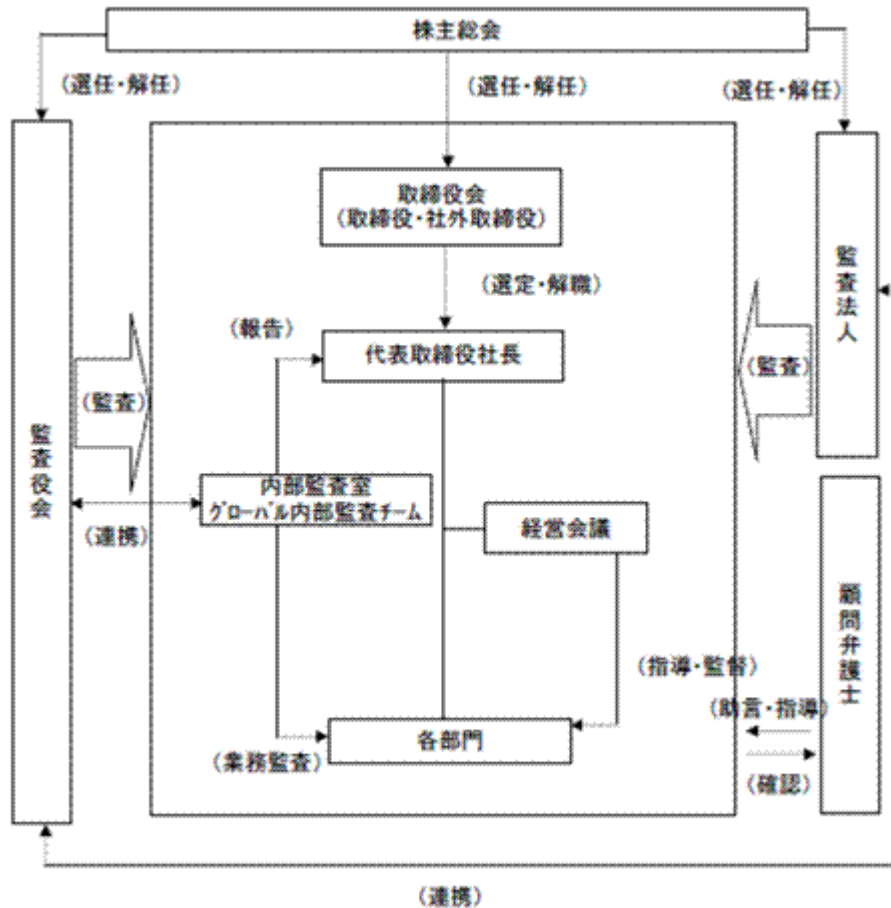 株主総会
(選任・解任)
(選任・解任)
(選任・解任)
取締役会
(取締役・社外取締役)
(選定・解職)
(報告)
代表取締役社長
監査法人
(監査)
(監査)
監査役会
内部監査室
グローバル内部監査チーム
(連携)
経営会議
顧問弁護士
(指導・監督)
(助言・指導)
各部門
(業務監査)
(確認)
(連携)